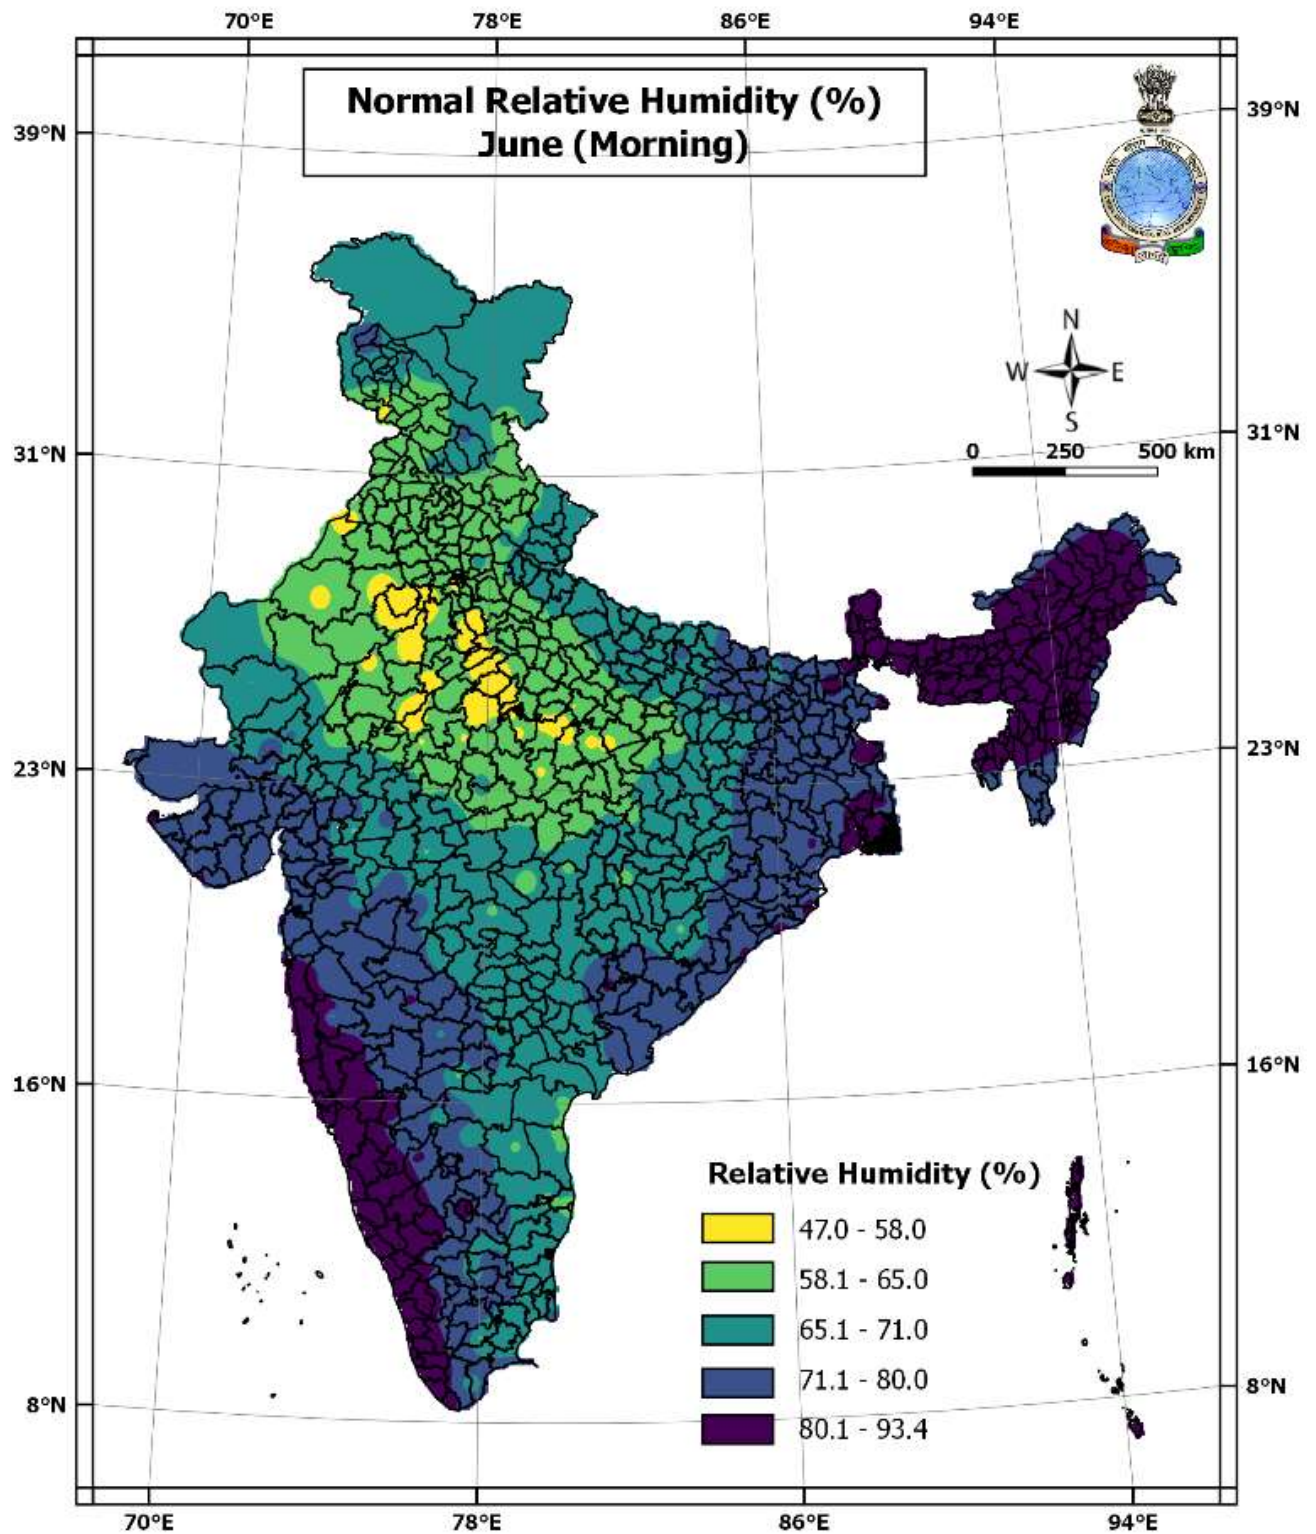 70°E 78°E 86°E 94°E
Normal Relative Humidity (%)
June (Morning)
39°N 39°N
N
W E
S
31°N 31°N
0 250 500 km
23°N 23°N
16°N 16°N
Relative Humidity (%)
47.0 - 58.0
58.1 - 65.0
65.1 - 71.0
71.1 - 80.0
80.1 - 93.4
8°N 8°N
70°E 78°E 86°E 94°E